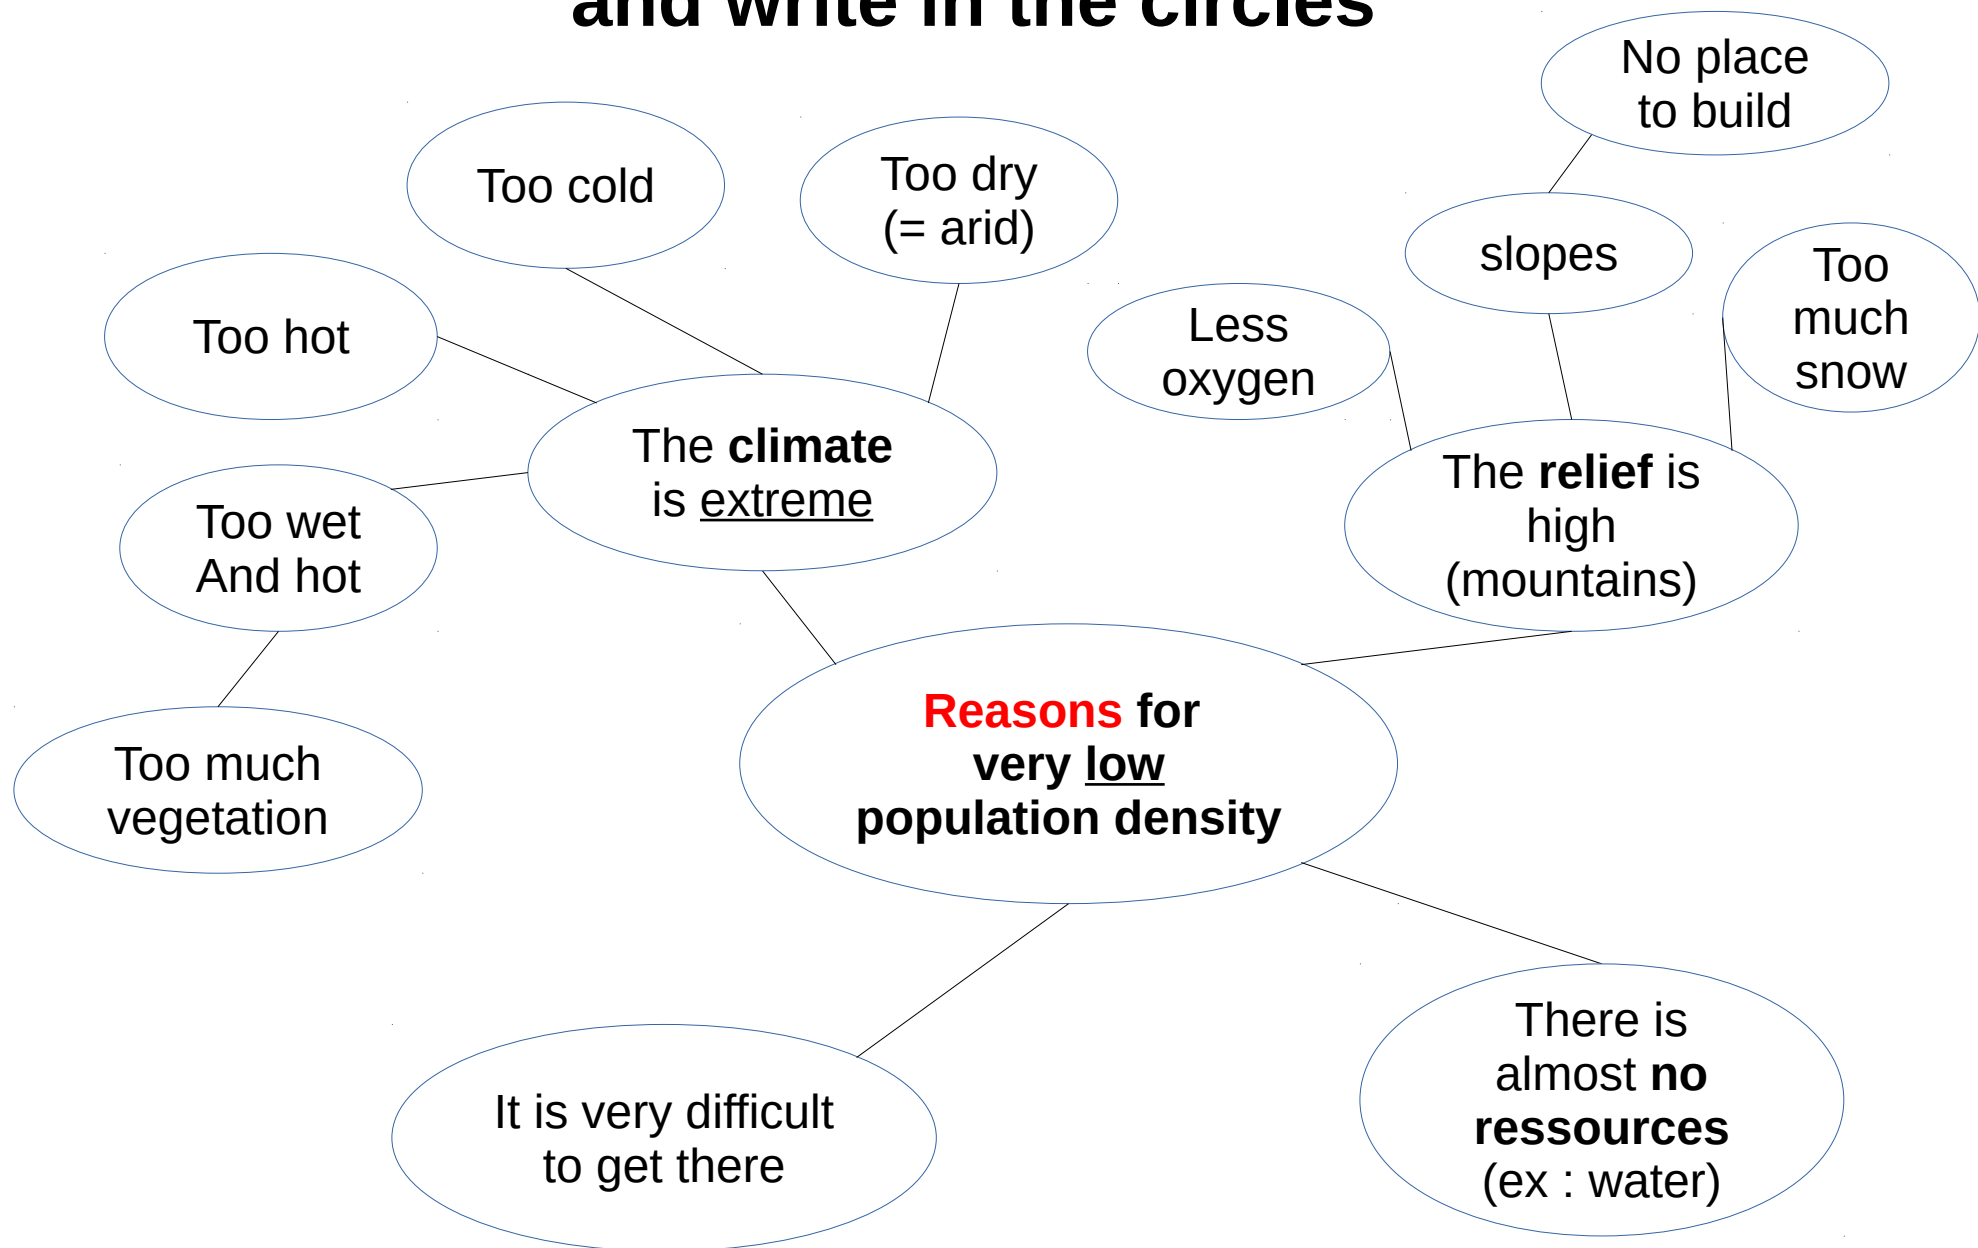 and write in the circles
No place
to build
Too cold
Too dry
(= arid)
slopes
Too
much
snow
Too hot
Less
oxygen
The climate
is extreme
The relief is
high
(mountains)
Too wet
And hot
Reasons for
very low
population density
Too much
vegetation
It is very difficult
to get there
There is
almost no
ressources
(ex : water)